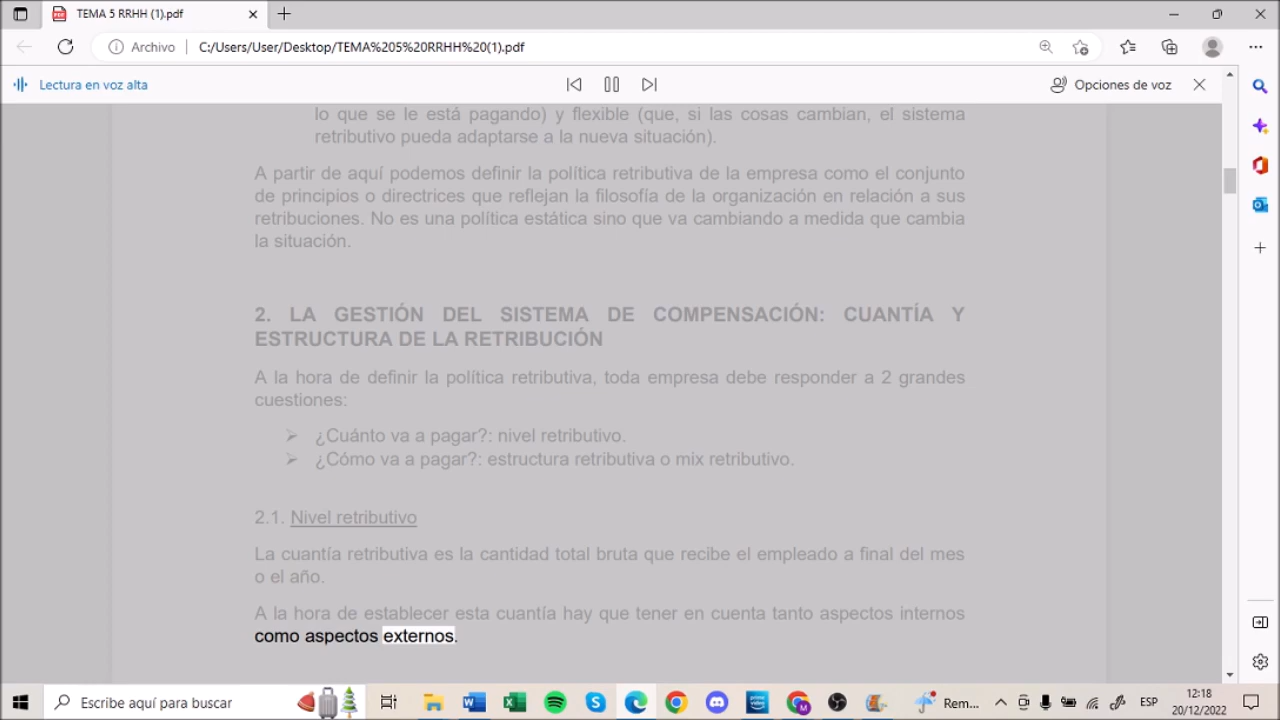 TEMA 5 RRHH (1).pdf
Archivo
C:/Users/User/Desktop/TEMA%205%20RRHH%20(1).pdf
Lectura en voz alta
Opciones de voz
lo que se le está pagando) y flexible (que, si las cosas cambian, el sistema
retributivo pueda adaptarse a la nueva situación).
A partir de aquí podemos definir la política retributiva de la empresa como el conjunto
de principios o directrices que reflejan la filosofía de la organización en relación a sus
retribuciones. No es una política estática sino que va cambiando a medida que cambia
la situación.
2. LA GESTIÓN DEL SISTEMA DE COMPENSACIÓN: CUANTÍA Y
ESTRUCTURA DE LA RETRIBUCIÓN
A la hora de definir la política retributiva, toda empresa debe responder a 2 grandes
cuestiones:
➢ ¿Cuánto va a pagar?: nivel retributivo.
➢ ¿Cómo va a pagar?: estructura retributiva o mix retributivo.
2.1. Nivel retributivo
La cuantía retributiva es la cantidad total bruta que recibe el empleado a final del mes
o el año.
A la hora de establecer esta cuantía hay que tener en cuenta tanto aspectos internos
como aspectos externos.
Escribe aquí para buscar
Rem...
ESP
12:18
20/12/2022